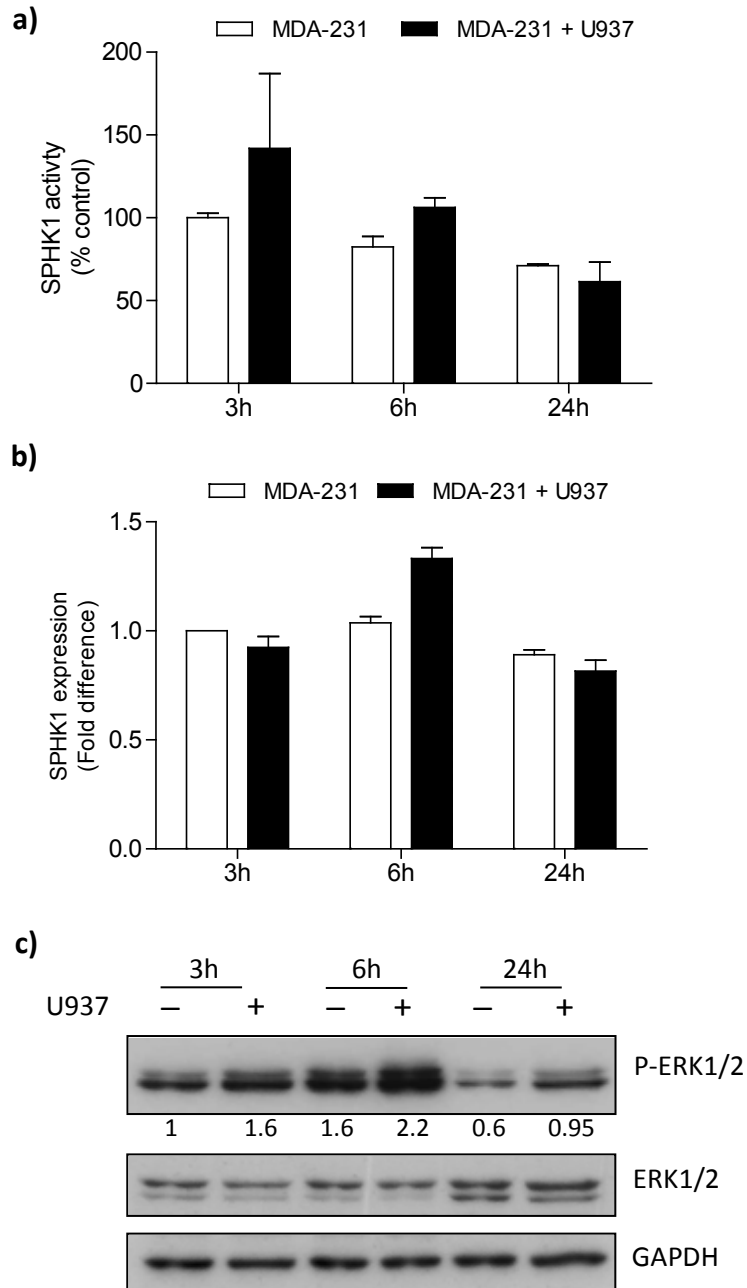 a)
MDA-231 MDA-231 + U937
SPHK1 activty
(% control)
200
150
100
50
0
3h 6h 24h
b)
MDA-231 MDA-231 + U937
SPHK1 expression
(Fold difference)
1.5
1.0
0.5
0.0
3h 6h 24h
c)
3h 6h 24h
U937 – + – + – +
P-ERK1/2
1 1.6 1.6 2.2 0.6 0.95
ERK1/2
GAPDH